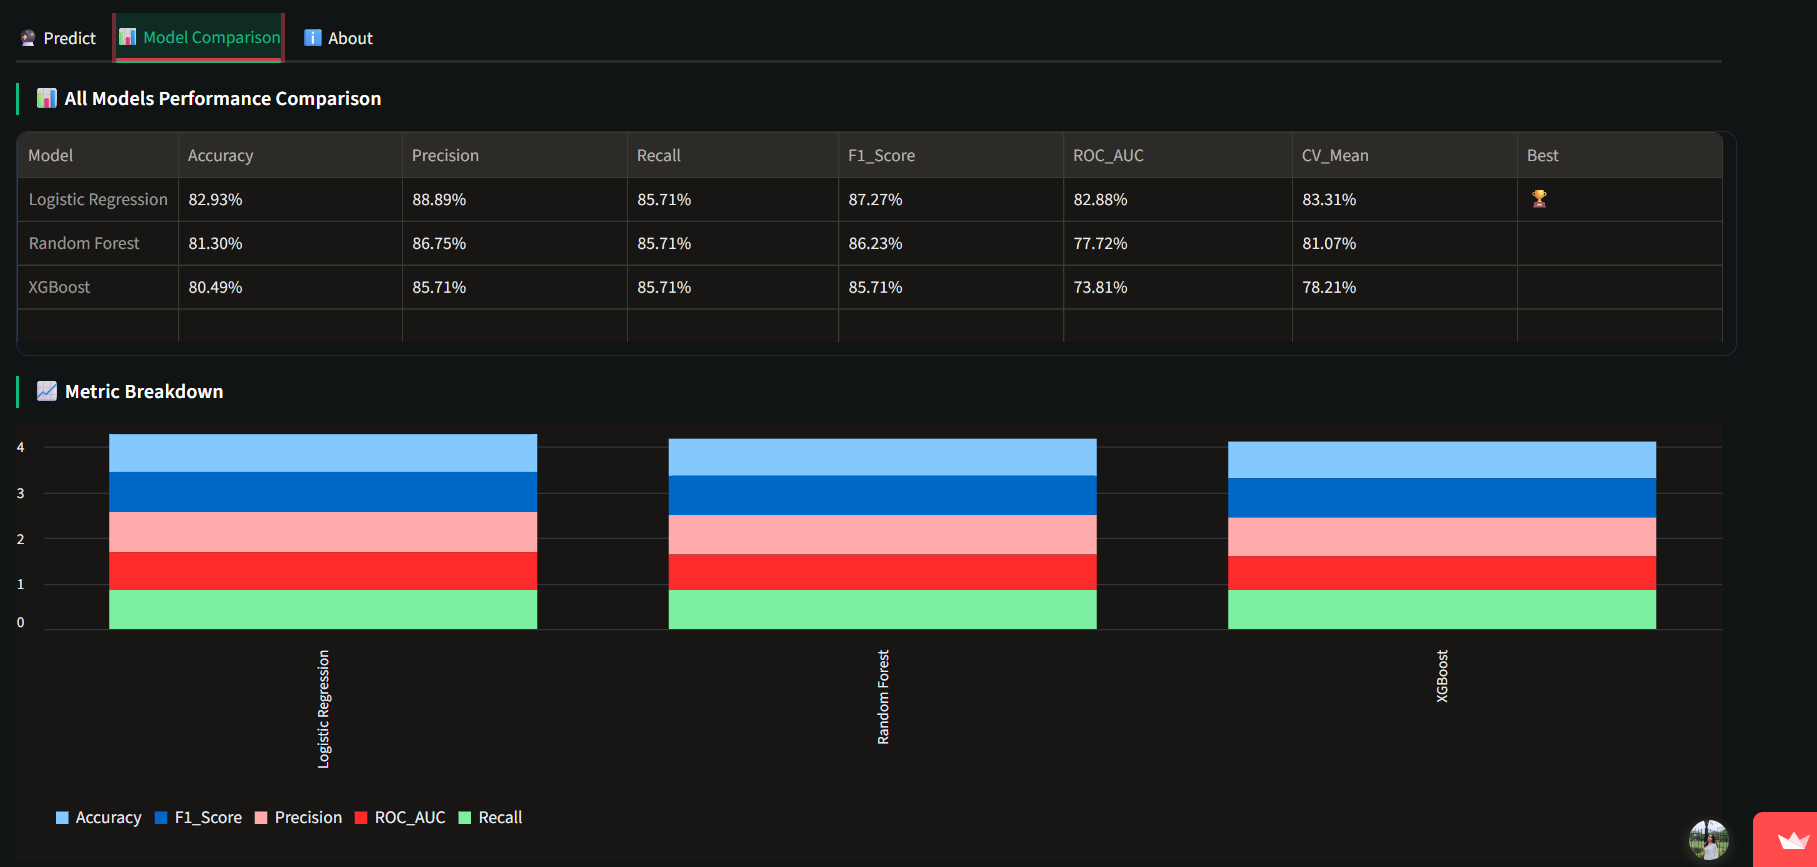 Predict Model Comparison About
All Models Performance Comparison
Model Accuracy Precision Recall F1_Score ROC_AUC CV_Mean Best
Logistic Regression 82.93% 88.89% 85.71% 87.27% 82.88% 83.31%
Random Forest 81.30% 86.75% 85.71% 86.23% 77.72% 81.07%
XGBoost 80.49% 85.71% 85.71% 85.71% 73.81% 78.21%
Metric Breakdown
4
3
2
1
0
Logistic Regression
Random Forest
XGBoost
Accuracy F1_Score Precision ROC_AUC Recall